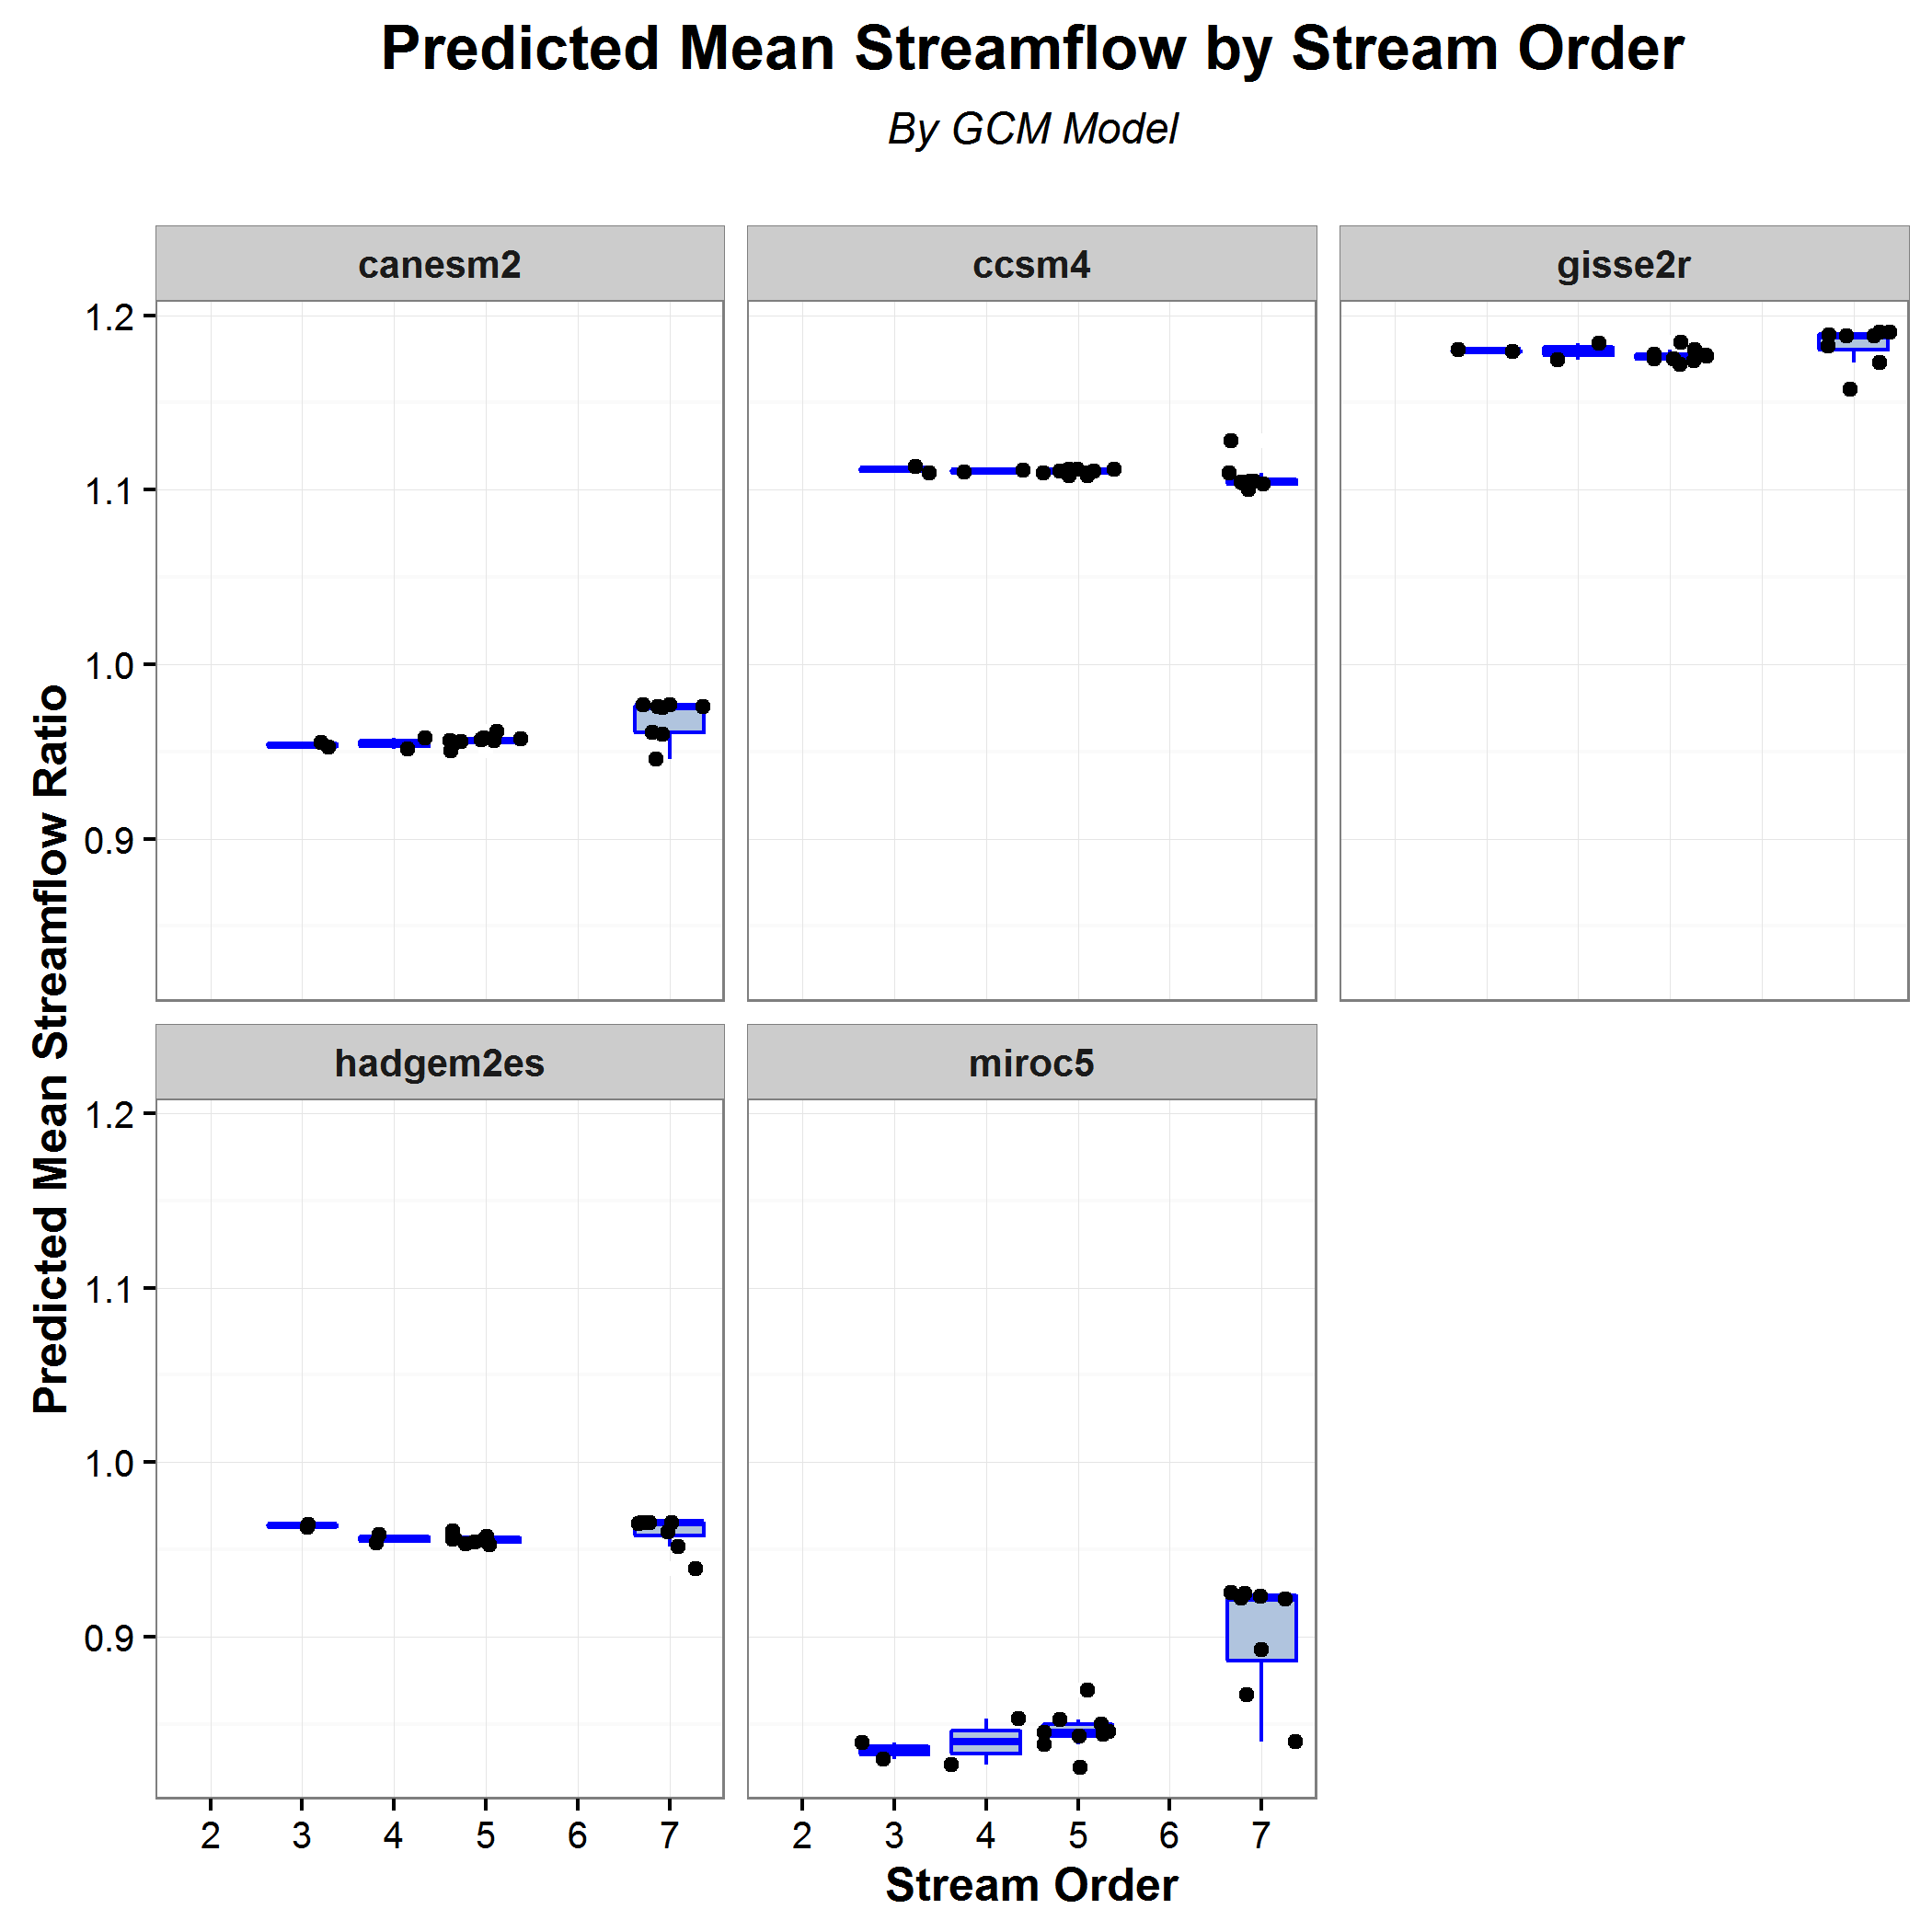 Predicted Mean Streamflow by Stream Order
By GCM Model
canesm2
ccsm4
gisse2r
1.2
1.1
1.0
0.9
hadgem2es
miroc5
1.2
1.1
1.0
0.9
Predicted Mean Streamflow Ratio
2 3 4 5 6 7
2 3 4 5 6 7
Stream Order